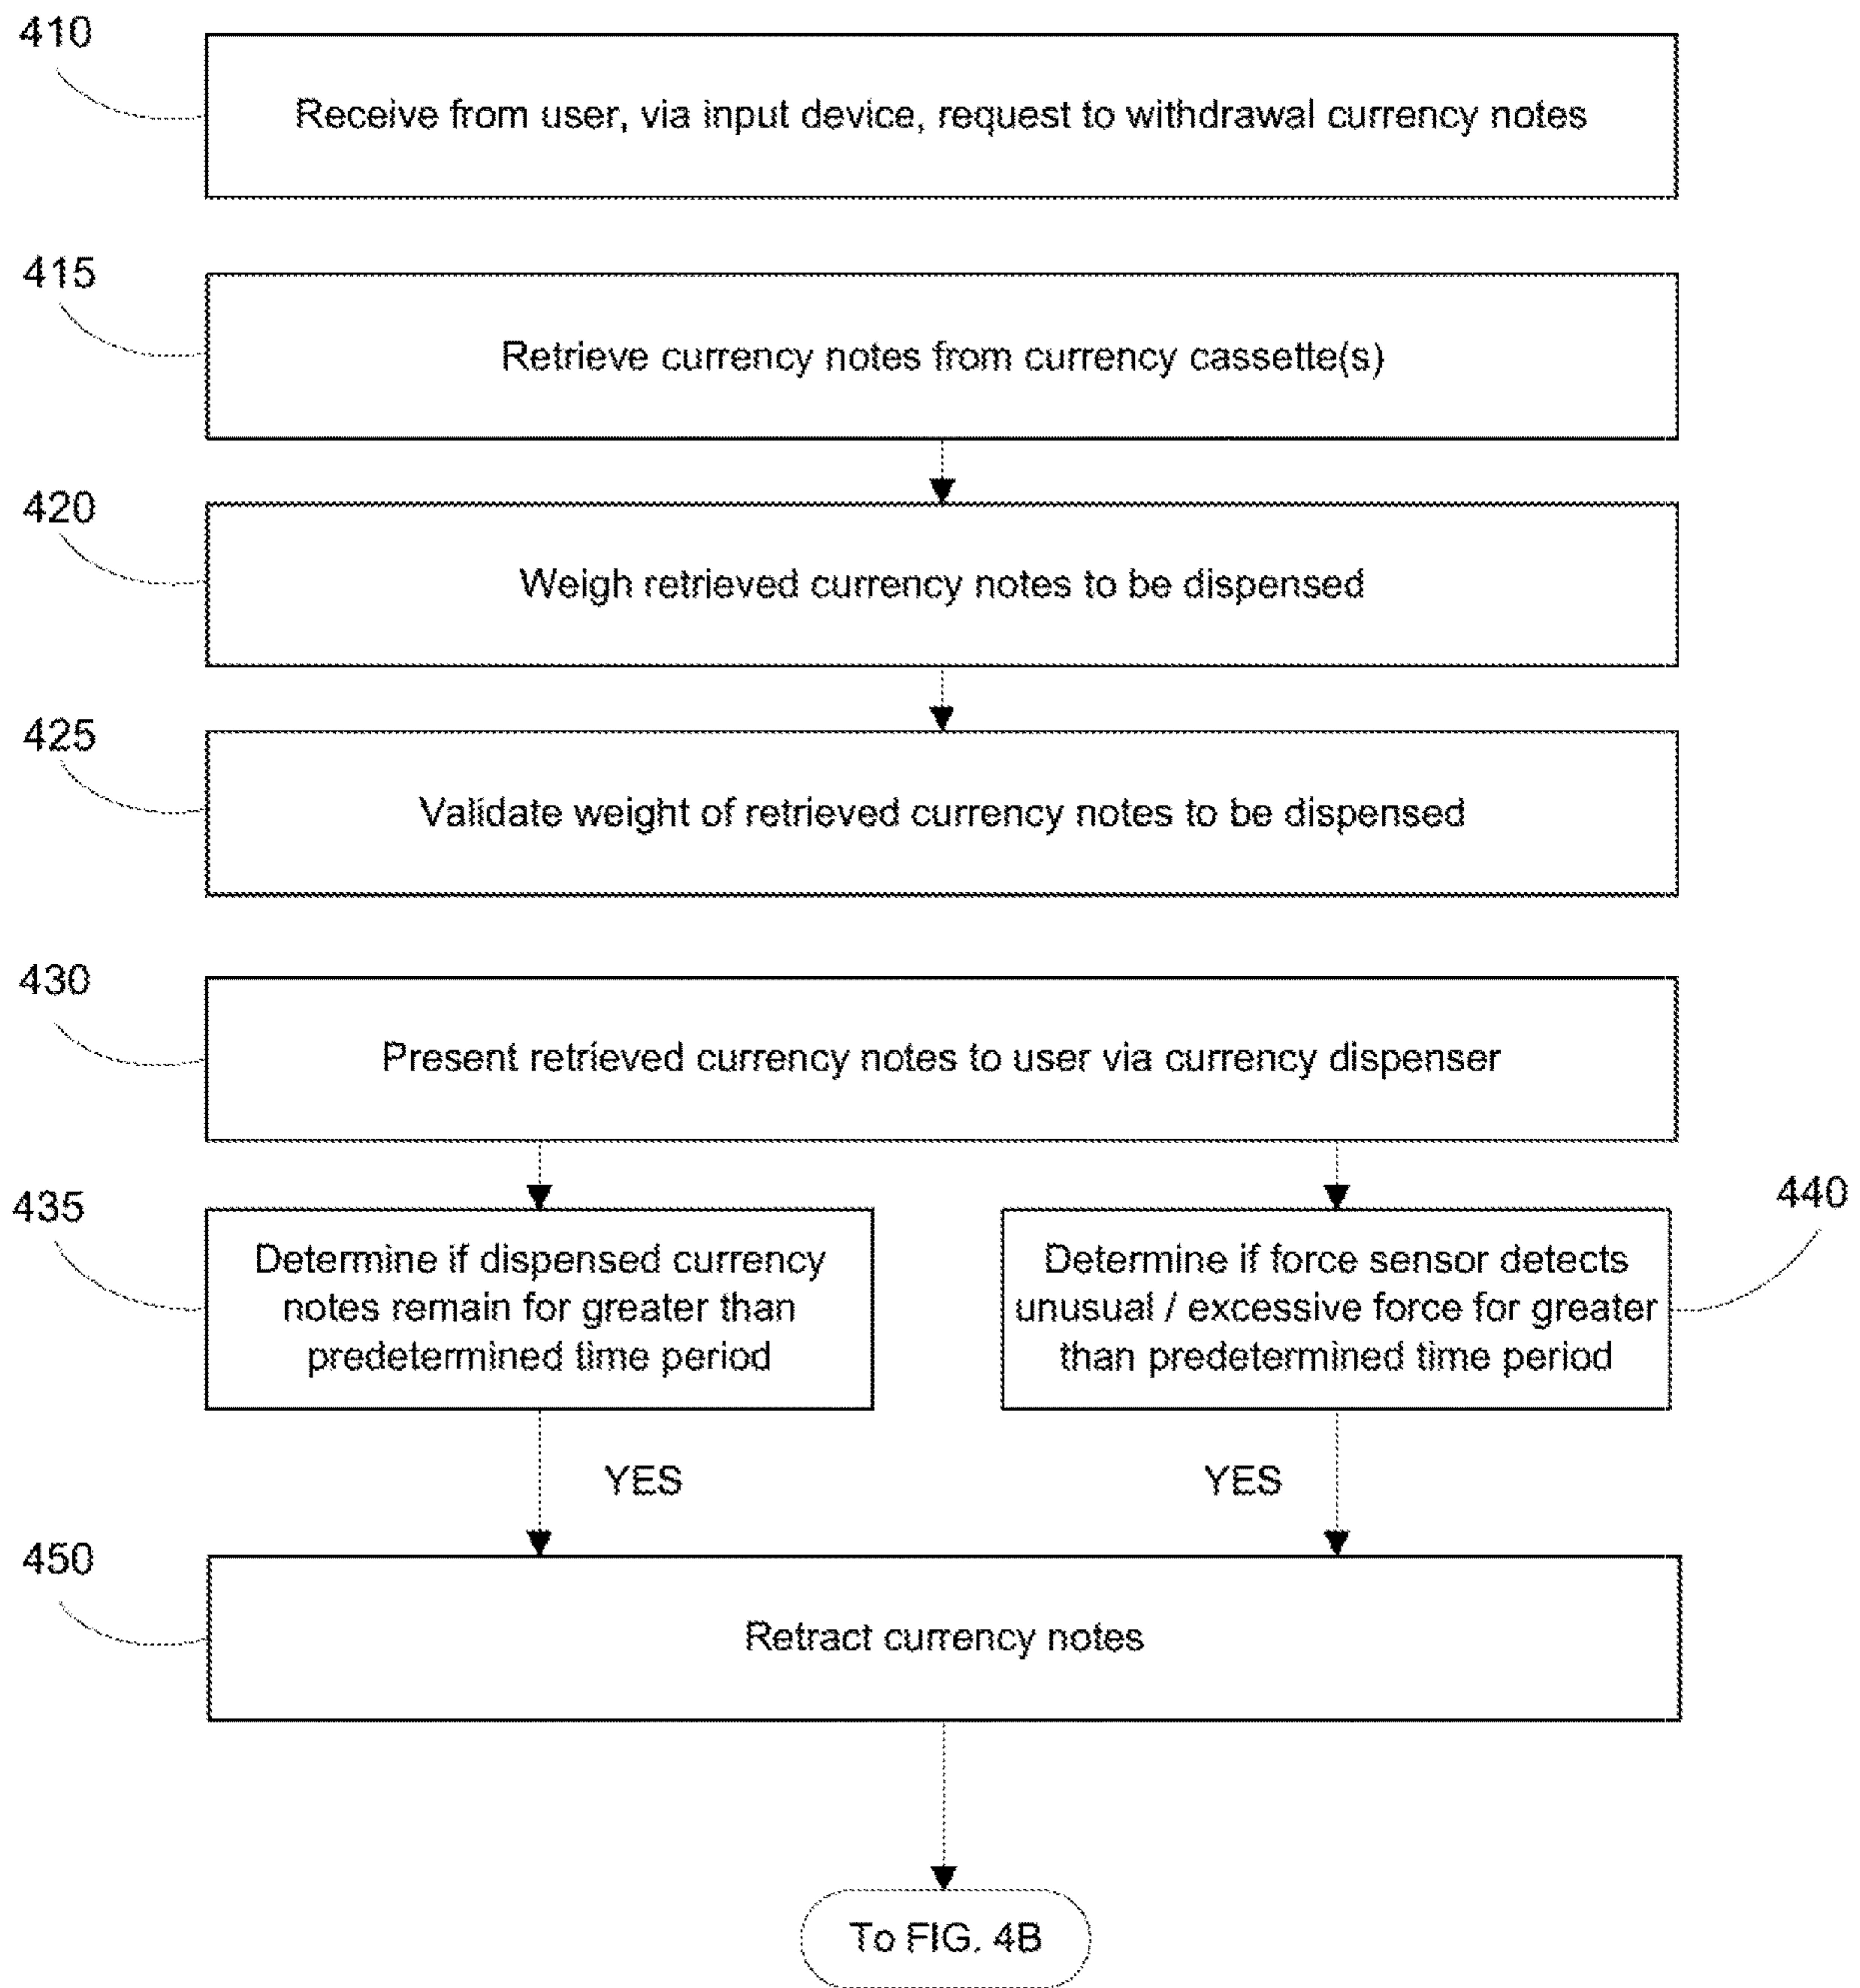 410
Receive from user, via input device, request to withdrawal currency notes
415
Retrieve currency notes from currency cassette(s)
420
Weigh retrieved currency notes to be dispensed
425
Validate weight of retrieved currency notes to be dispensed
430
Present retrieved currency notes to user via currency dispenser
435
Determine if dispensed currency
notes remain for greater than
predetermined time period
440
Determine if force sensor detects
unusual / excessive force for greater
than predetermined time period
YES
YES
450
Retract currency notes
To FIG. 4B